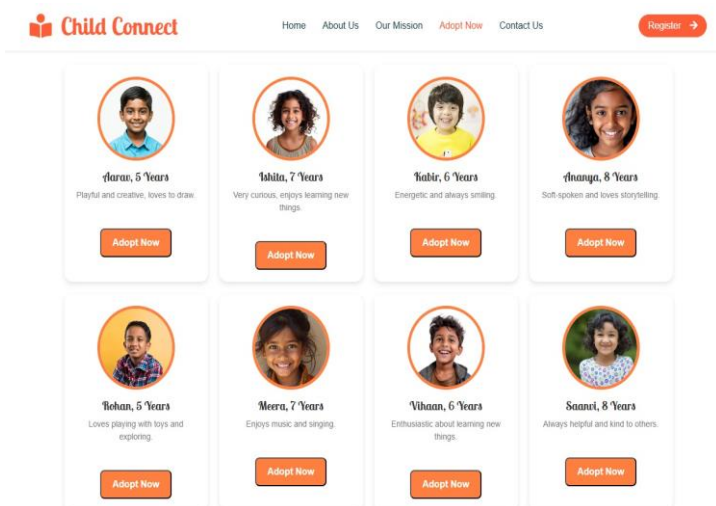 Child Connect
Home About Us Our Mission Adopt Now Contact Us
Register
Aarav, 5 Years
Playful and creative, loves to draw.
Adopt Now
Ishita, 7 Years
Very curious, enjoys learning new
things.
Adopt Now
Kabir, 6 Years
Energetic and always smiling.
Adopt Now
Ananya, 8 Years
Soft-spoken and loves storytelling.
Adopt Now
Rohan, 5 Years
Loves playing with toys and
exploring.
Adopt Now
Meera, 7 Years
Enjoys music and singing.
Adopt Now
Vihaan, 6 Years
Enthusiastic about learning new
things.
Adopt Now
Saanvi, 8 Years
Always helpful and kind to others.
Adopt Now